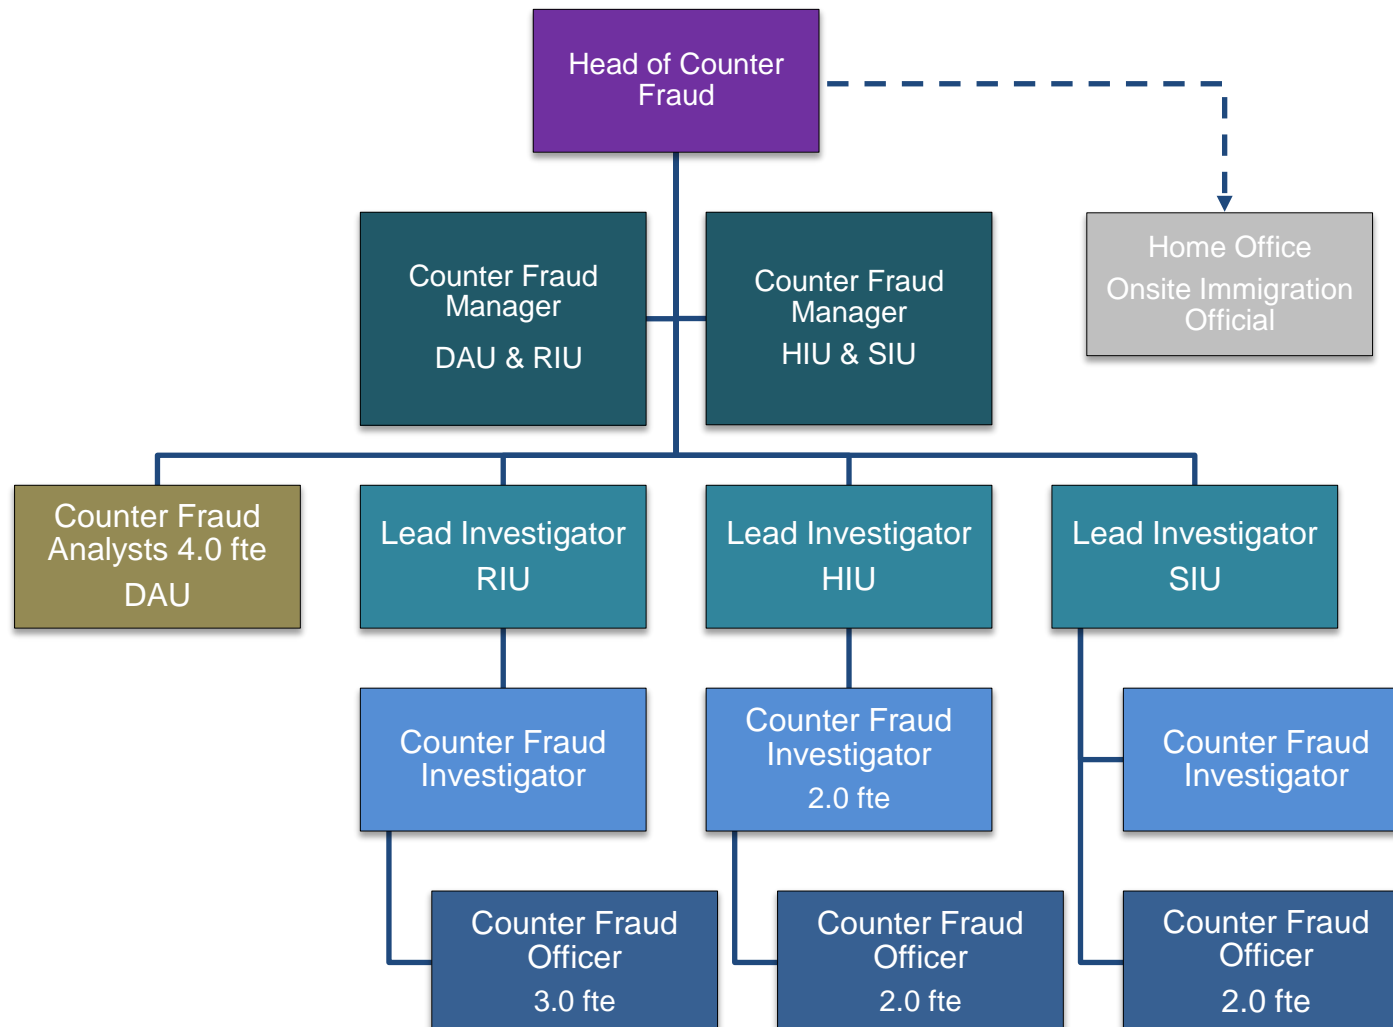 Head of Counter
Fraud
Counter Fraud
Manager
DAU & RIU
Counter Fraud
Manager
HIU & SIU
Home Office
Onsite Immigration
Official
Counter Fraud
Analysts 4.0 fte
DAU
Lead Investigator
RIU
Lead Investigator
HIU
Lead Investigator
SIU
Counter Fraud
Investigator
Counter Fraud
Investigator
2.0 fte
Counter Fraud
Investigator
Counter Fraud
Officer
3.0 fte
Counter Fraud
Officer
2.0 fte
Counter Fraud
Officer
2.0 fte